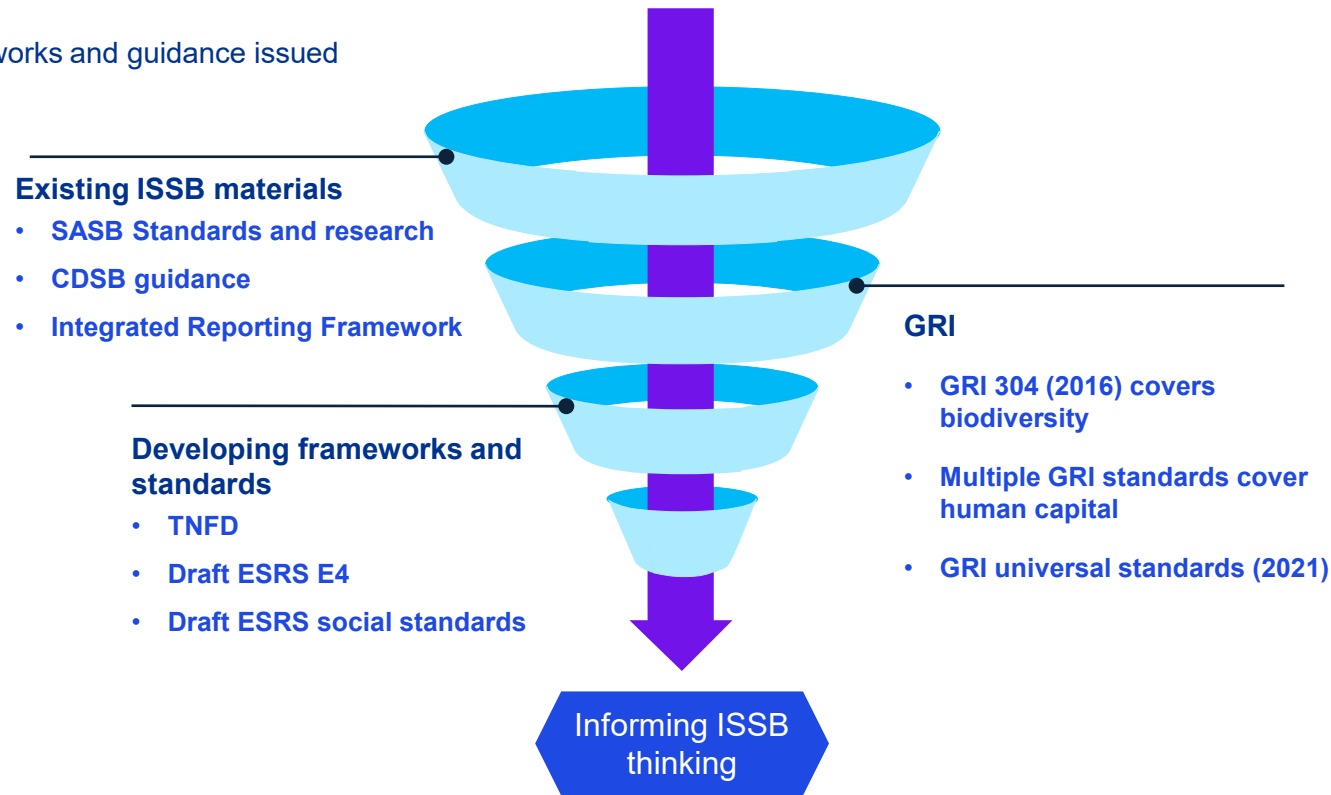 and guidance issued
Existing ISSB materials
• SASB Standards and research
• CDSB guidance
• Integrated Reporting Framework
GRI
• GRI 304 (2016) covers
biodiversity
• Multiple GRI standards cover
human capital
• GRI universal standards (2021)
Developing frameworks and
standards
• TNFD
• Draft ESRS E4
• Draft ESRS social standards
Informing ISSB
thinking